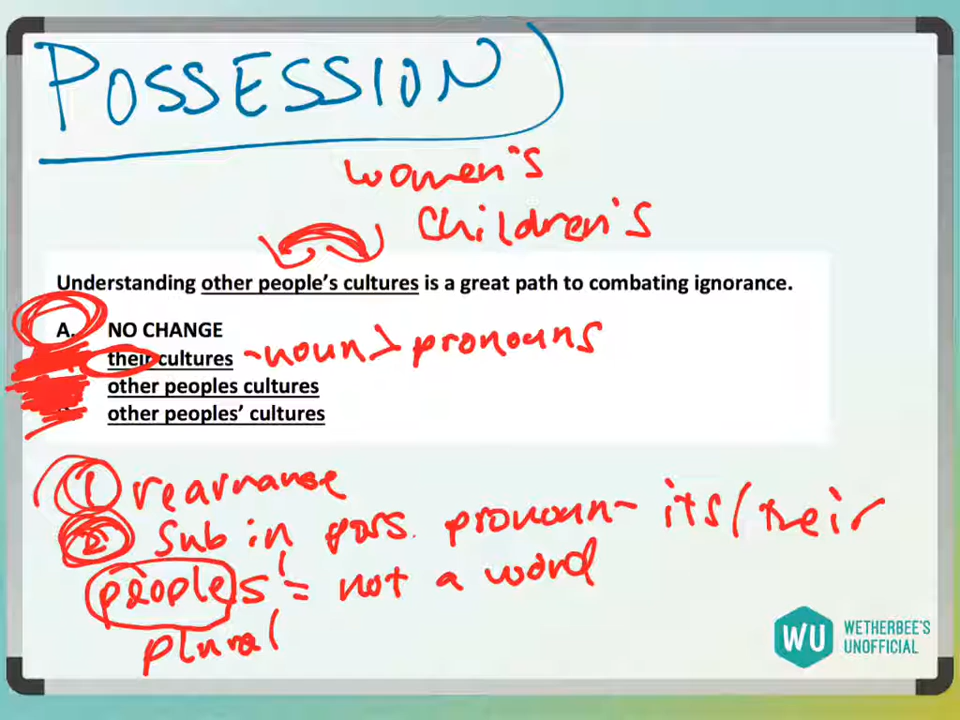 POSSESSION
women's
children's
Understanding other people's cultures is a great path to combating ignorance.
A. NO CHANGE
their cultures -noun > pronouns
other peoples cultures
other peoples' cultures
1 rearrange
2 Sub in poss. pronoun - its/their
peoples' = not a word
plural
WU WETHERBEE'S
UNOFFICIAL